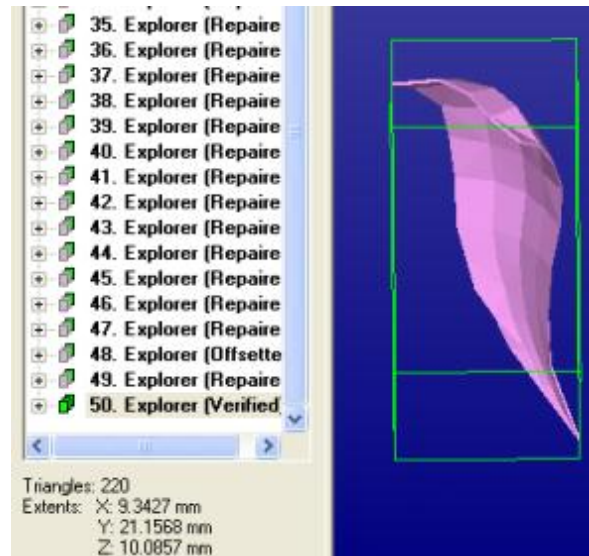 35. Explorer (Repaire
36. Explorer (Repaire
37. Explorer (Repaire
38. Explorer (Repaire
39. Explorer (Repaire
40. Explorer (Repaire
41. Explorer (Repaire
42. Explorer (Repaire
43. Explorer (Repaire
44. Explorer (Repaire
45. Explorer (Repaire
46. Explorer (Repaire
47. Explorer (Repaire
48. Explorer (Offsette
49. Explorer (Repaire
50. Explorer (Verified)
Triangles: 220
Extents: X: 9.3427 mm
Y: 21.1568 mm
Z: 10.0857 mm